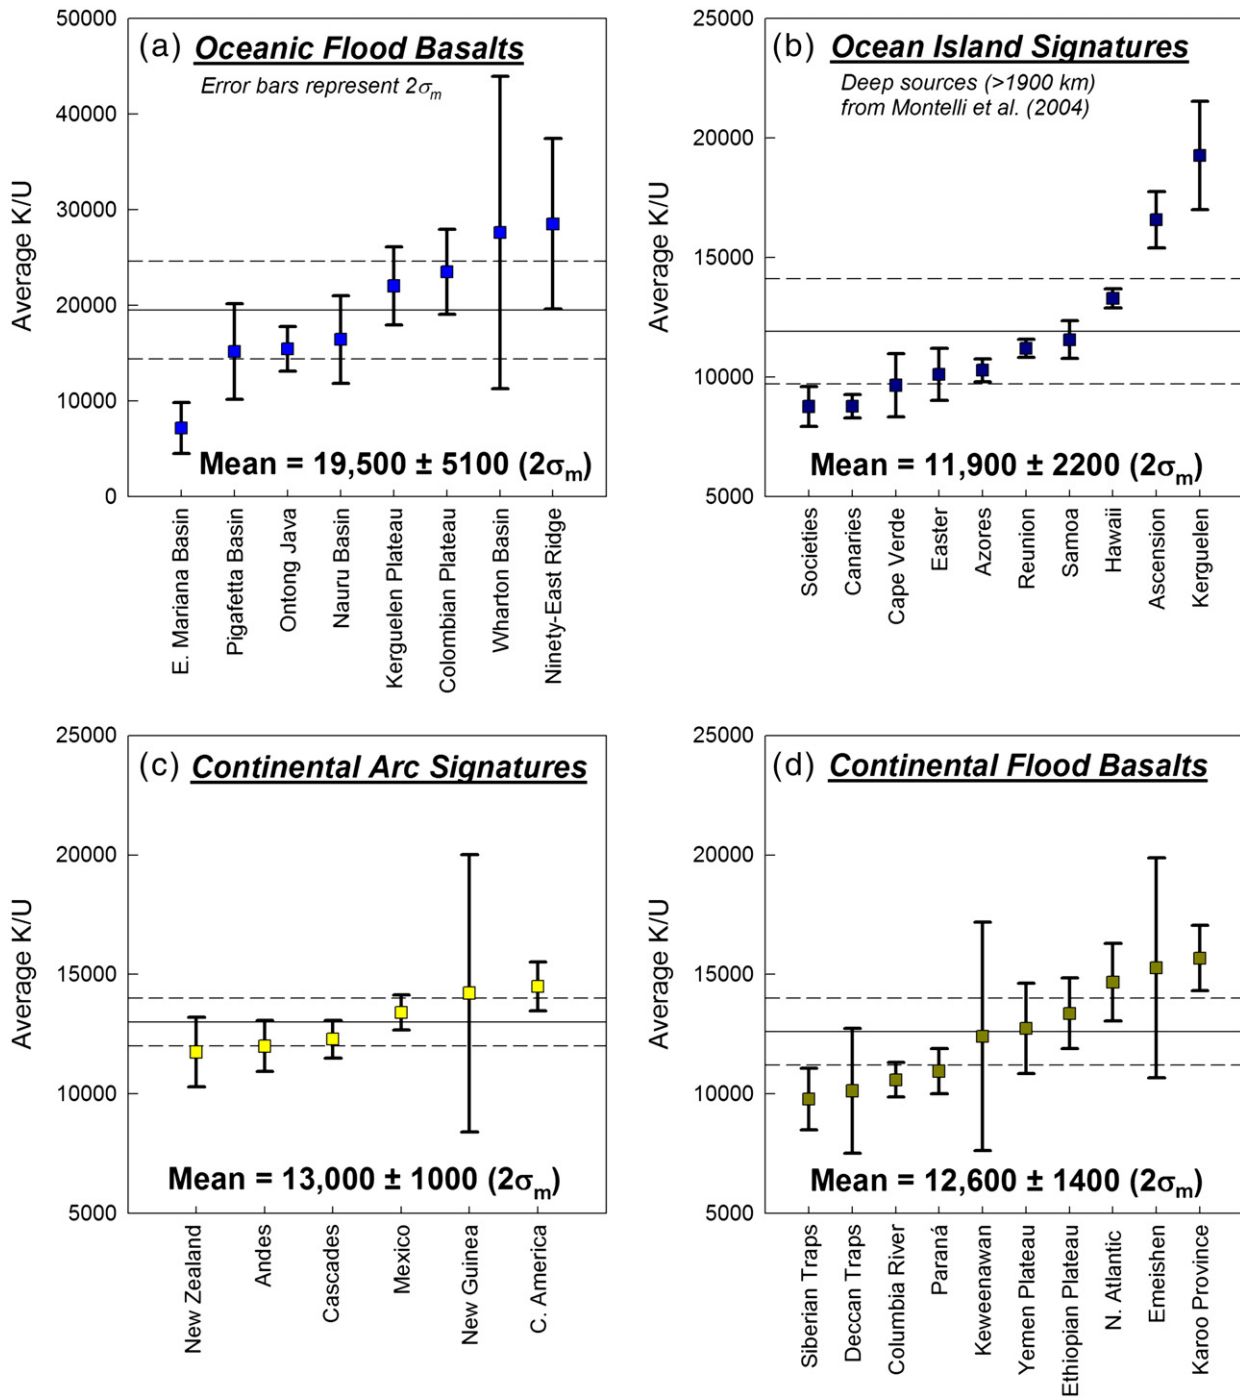 (a) Oceanic Flood Basalts
Error bars represent 2σm
Average K/U
50000
40000
30000
20000
10000
0
Mean = 19,500 ± 5100 (2σm)
E. Mariana Basin
Pigafetta Basin
Ontong Java
Nauru Basin
Kerguelen Plateau
Colombian Plateau
Wharton Basin
Ninety-East Ridge
(b) Ocean Island Signatures
Deep sources (>1900 km)
from Montelli et al. (2004)
Average K/U
25000
20000
15000
10000
5000
Mean = 11,900 ± 2200 (2σm)
Societies
Canaries
Cape Verde
Easter
Azores
Reunion
Samoa
Hawaii
Ascension
Kerguelen
(c) Continental Arc Signatures
Average K/U
25000
20000
15000
10000
5000
Mean = 13,000 ± 1000 (2σm)
New Zealand
Andes
Cascades
Mexico
New Guinea
C. America
(d) Continental Flood Basalts
Average K/U
25000
20000
15000
10000
5000
Mean = 12,600 ± 1400 (2σm)
Siberian Traps
Deccan Traps
Columbia River
Paraná
Keweenawan
Yemen Plateau
Ethiopian Plateau
N. Atlantic
Emeishen
Karoo Province